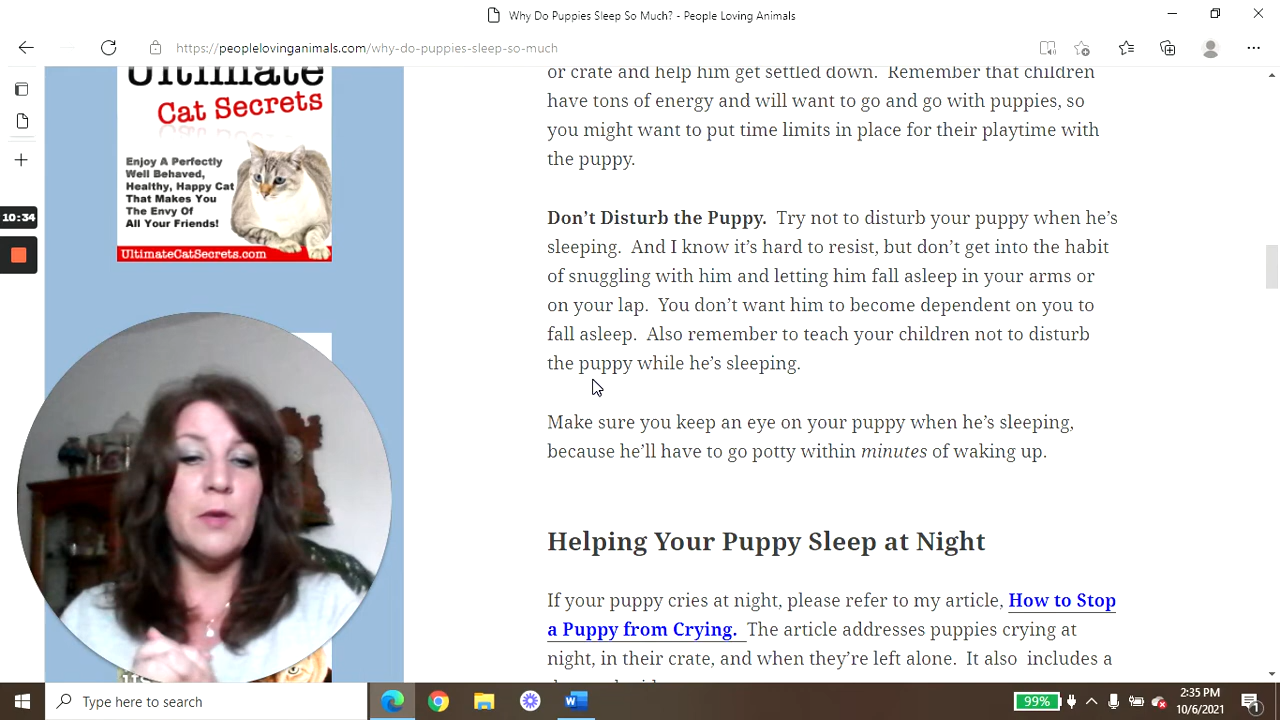 Why Do Puppies Sleep So Much? - People Loving Animals
https://peoplelovinganimals.com/why-do-puppies-sleep-so-much
Ultimate
Cat Secrets
Enjoy A Perfectly
Well Behaved,
Healthy, Happy Cat
That Makes You
The Envy Of
All Your Friends!
UltimateCatSecrets.com
10:34
or crate and help him get settled down. Remember that children
have tons of energy and will want to go and go with puppies, so
you might want to put time limits in place for their playtime with
the puppy.
Don't Disturb the Puppy. Try not to disturb your puppy when he's
sleeping. And I know it's hard to resist, but don't get into the habit
of snuggling with him and letting him fall asleep in your arms or
on your lap. You don't want him to become dependent on you to
fall asleep. Also remember to teach your children not to disturb
the puppy while he's sleeping.
Make sure you keep an eye on your puppy when he's sleeping,
because he'll have to go potty within minutes of waking up.
Helping Your Puppy Sleep at Night
If your puppy cries at night, please refer to my article, How to Stop
a Puppy from Crying. The article addresses puppies crying at
night, in their crate, and when they're left alone. It also includes a
Type here to search
99%
2:35 PM
10/6/2021
1